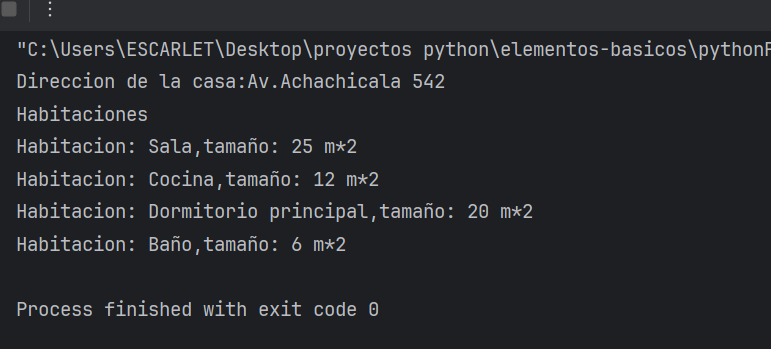 "C:\Users\ESCARLET\Desktop\proyectos python\elementos-basicos\python
Direccion de la casa:Av.Achachicala 542
Habitaciones
Habitacion: Sala,tamaño: 25 m*2
Habitacion: Cocina,tamaño: 12 m*2
Habitacion: Dormitorio principal,tamaño: 20 m*2
Habitacion: Baño,tamaño: 6 m*2
Process finished with exit code 0